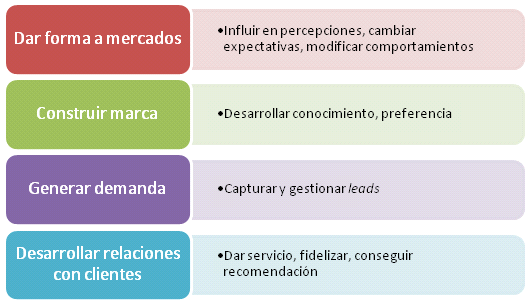 Dar forma a mercados
•Influir en percepciones, cambiar
expectativas, modificar comportamientos
Construir marca
•Desarrollar conocimiento, preferencia
Generar demanda
•Capturar y gestionar leads
Desarrollar relaciones
con clientes
•Dar servicio, fidelizar, conseguir
recomendación